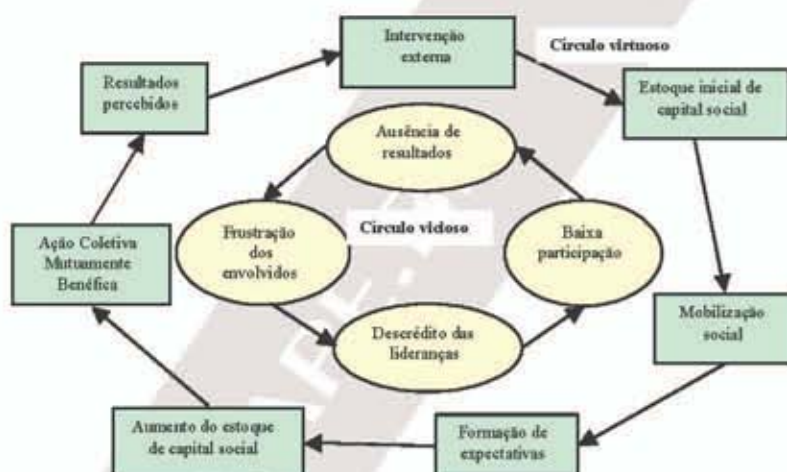 Intervenção
externa
Círculo virtuoso
Estoque inicial de
capital social
Mobilização
social
Formação de
expectativas
Aumento do estoque
de capital social
Ação Coletiva
Mutuamente
Benéfica
Resultados
percebidos
Ausência de
resultados
Frustração
dos
envolvidos
Círculo vicioso
Baixa
participação
Descrédito das
lideranças